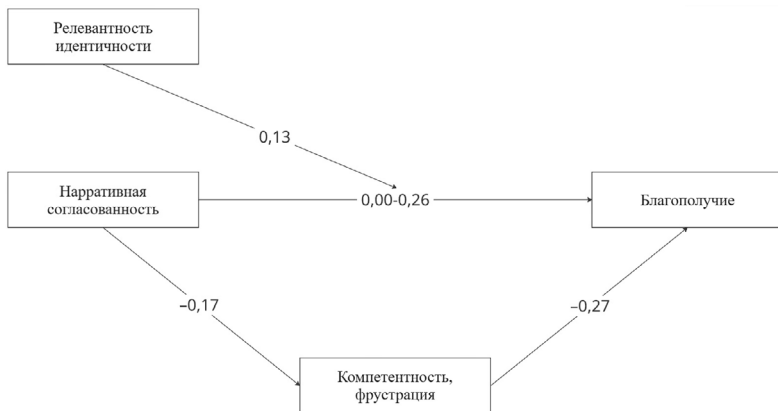 Релевантность
идентичности
0,13
Нарративная
согласованность
0,00-0,26
Благополучие
–0,17
–0,27
Компетентность,
фрустрация